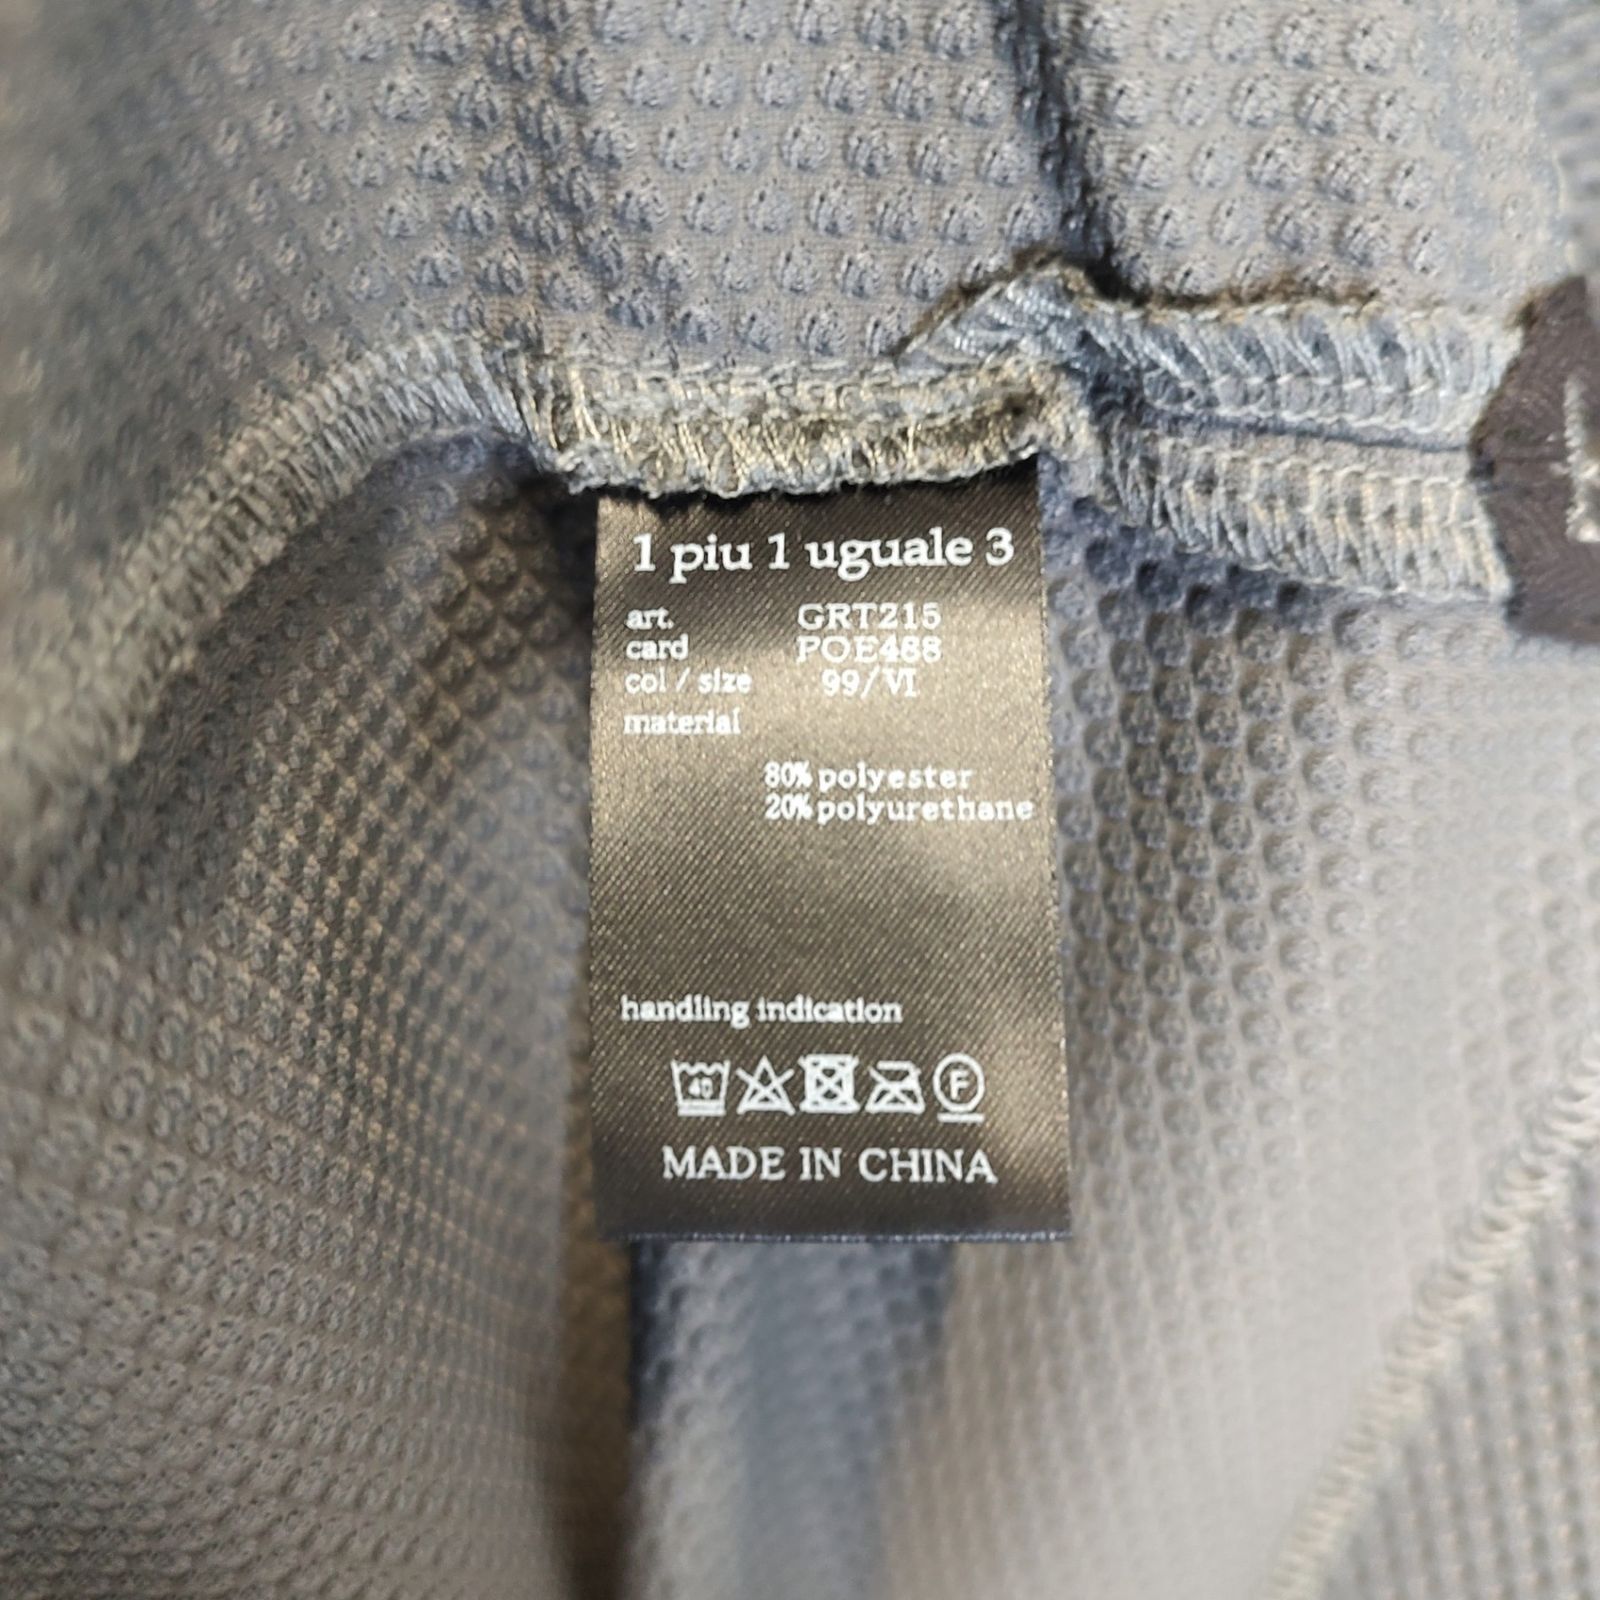 1 piu 1 uguale 3
art. GRT215
card POE488
col / size 99/VI
material
80% polyester
20% polyurethane
handling indication
40 F
MADE IN CHINA